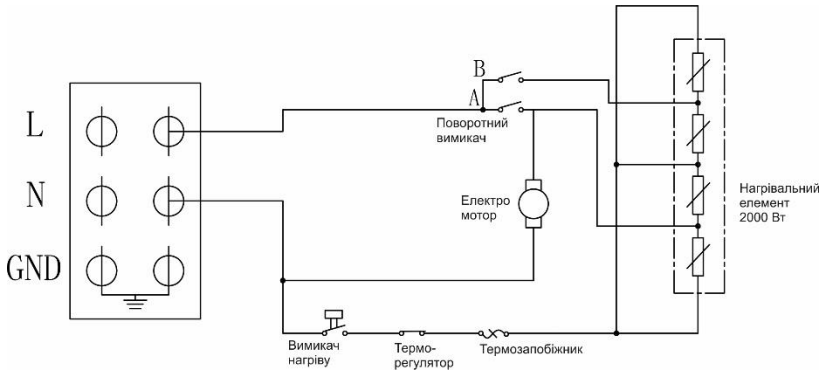 L
N
GND
B
A
Поворотний
вимикач
Електро
мотор
Нагрівальний
елемент
2000 Вт
Вимикач
нагріву
Термо-
регулятор
Термозапобіжник